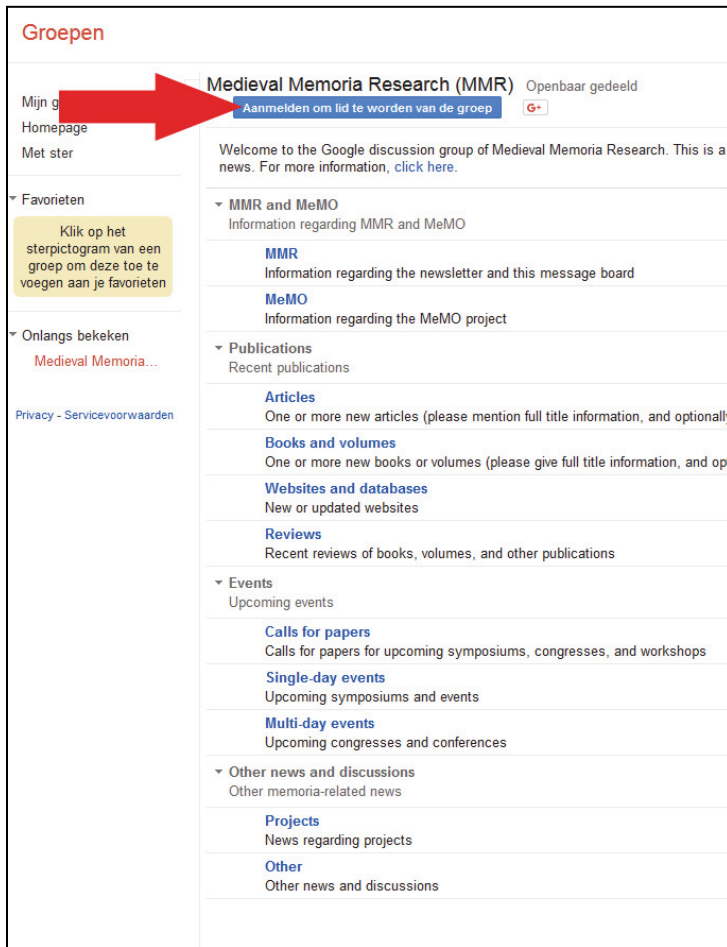 Groepen
Mijn g
Homepage
Met ster
Favorieten
Klik op het
sterpictogram van een
groep om deze toe te
voegen aan je favorieten
Onlangs bekeken
Medieval Memoria...
Privacy - Servicevoorwaarden
Medieval Memoria Research (MMR) Openbaar gedeeld
Aanmelden om lid te worden van de groep G+
Welcome to the Google discussion group of Medieval Memoria Research. This is a
news. For more information, click here.
MMR and MeMO
Information regarding MMR and MeMO
MMR
Information regarding the newsletter and this message board
MeMO
Information regarding the MeMO project
Publications
Recent publications
Articles
One or more new articles (please mention full title information, and optionally
Books and volumes
One or more new books or volumes (please give full title information, and op
Websites and databases
New or updated websites
Reviews
Recent reviews of books, volumes, and other publications
Events
Upcoming events
Calls for papers
Calls for papers for upcoming symposiums, congresses, and workshops
Single-day events
Upcoming symposiums and events
Multi-day events
Upcoming congresses and conferences
Other news and discussions
Other memoria-related news
Projects
News regarding projects
Other
Other news and discussions